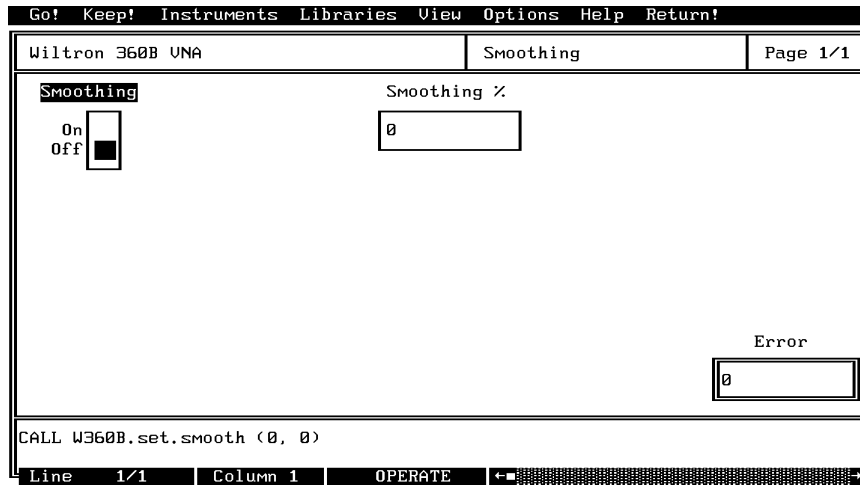 Go! Keep! Instruments Libraries View Options Help Return!
Wiltron 360B VNA Smoothing Page 1/1
Smoothing Smoothing %
On 0
Off
Error
0
CALL W360B.set.smooth (0, 0)
Line 1/1 Column 1 OPERATE